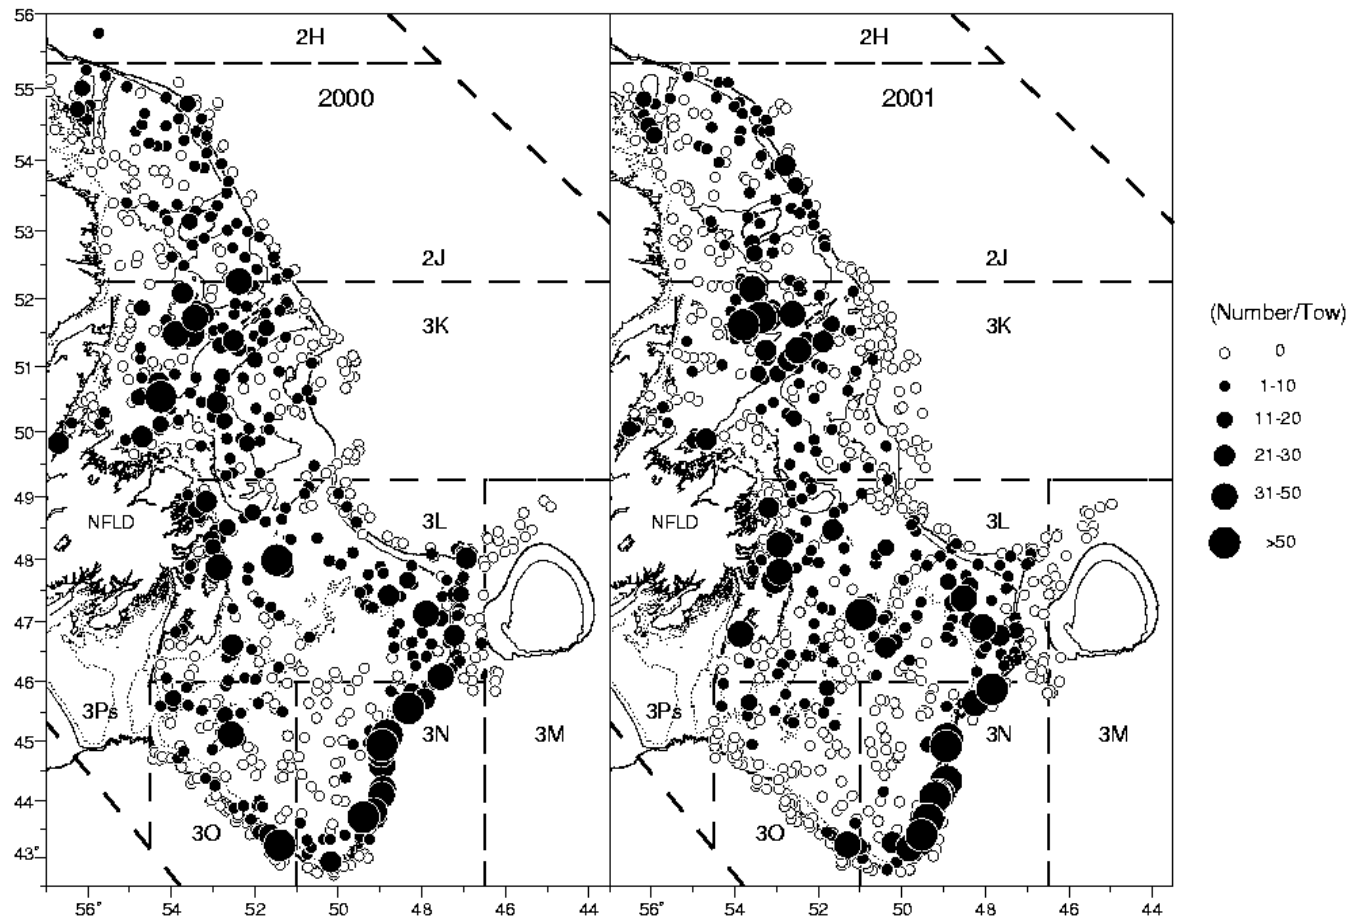 56
55
54
53
52
51
50
49
48
47
46
45
44
43°
2H
2000
2J
3K
3L
NFLD
3Ps
3N
3M
3O
56° 54 52 50 48 46 44
2H
2001
2J
3K
3L
NFLD
3Ps
3N
3M
3O
56° 54 52 50 48 46 44
(Number/Tow)
0
1-10
11-20
21-30
31-50
>50